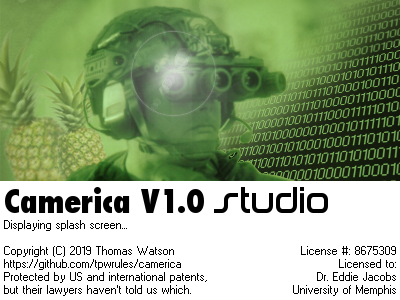 Camerica V1.0 studio
Displaying splash screen...
Copyright (C) 2019 Thomas Watson
https://github.com/tpwrules/camerica
Protected by US and international patents,
but their lawyers haven't told us which.
License #: 8675309
Licensed to:
Dr. Eddie Jacobs
University of Memphis